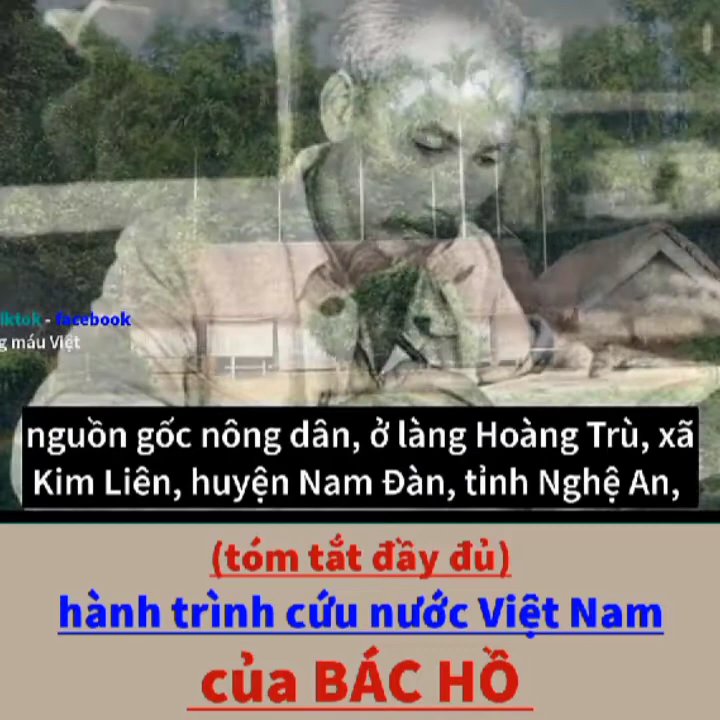 iktok - facebook
g máu Việt
nguồn gốc nông dân, ở làng Hoàng Trù, xã
Kim Liên, huyện Nam Đàn, tỉnh Nghệ An,
(tóm tắt đầy đủ)
hành trình cứu nước Việt Nam
của BÁC HỒ